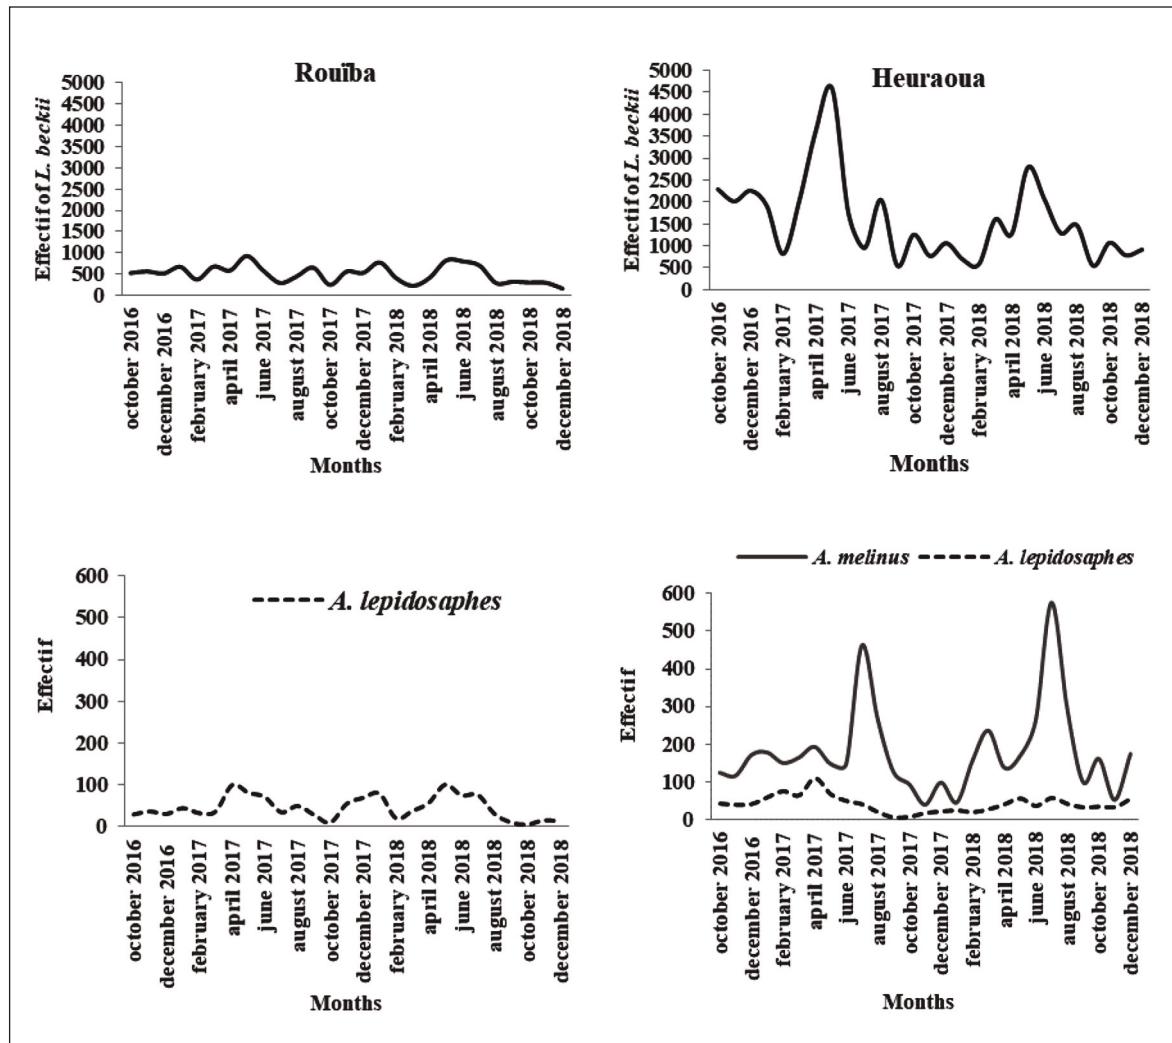 Rouïba
Effectif of L. beckii
5000
4500
4000
3500
3000
2500
2000
1500
1000
500
0
october 2016
december 2016
february 2017
april 2017
june 2017
august 2017
october 2017
december 2017
february 2018
april 2018
june 2018
august 2018
october 2018
december 2018
Months
Heuraoua
Effectif of L. beckii
5000
4500
4000
3500
3000
2500
2000
1500
1000
500
0
october 2016
december 2016
february 2017
april 2017
june 2017
august 2017
october 2017
december 2017
february 2018
april 2018
june 2018
august 2018
october 2018
december 2018
Months
A. lepidosaphes
Effectif
600
500
400
300
200
100
0
october 2016
december 2016
february 2017
april 2017
june 2017
august 2017
october 2017
december 2017
february 2018
april 2018
june 2018
august 2018
october 2018
december 2018
Months
A. melinus
A. lepidosaphes
Effectif
600
500
400
300
200
100
0
october 2016
december 2016
february 2017
april 2017
june 2017
august 2017
october 2017
december 2017
february 2018
april 2018
june 2018
august 2018
october 2018
december 2018
Months